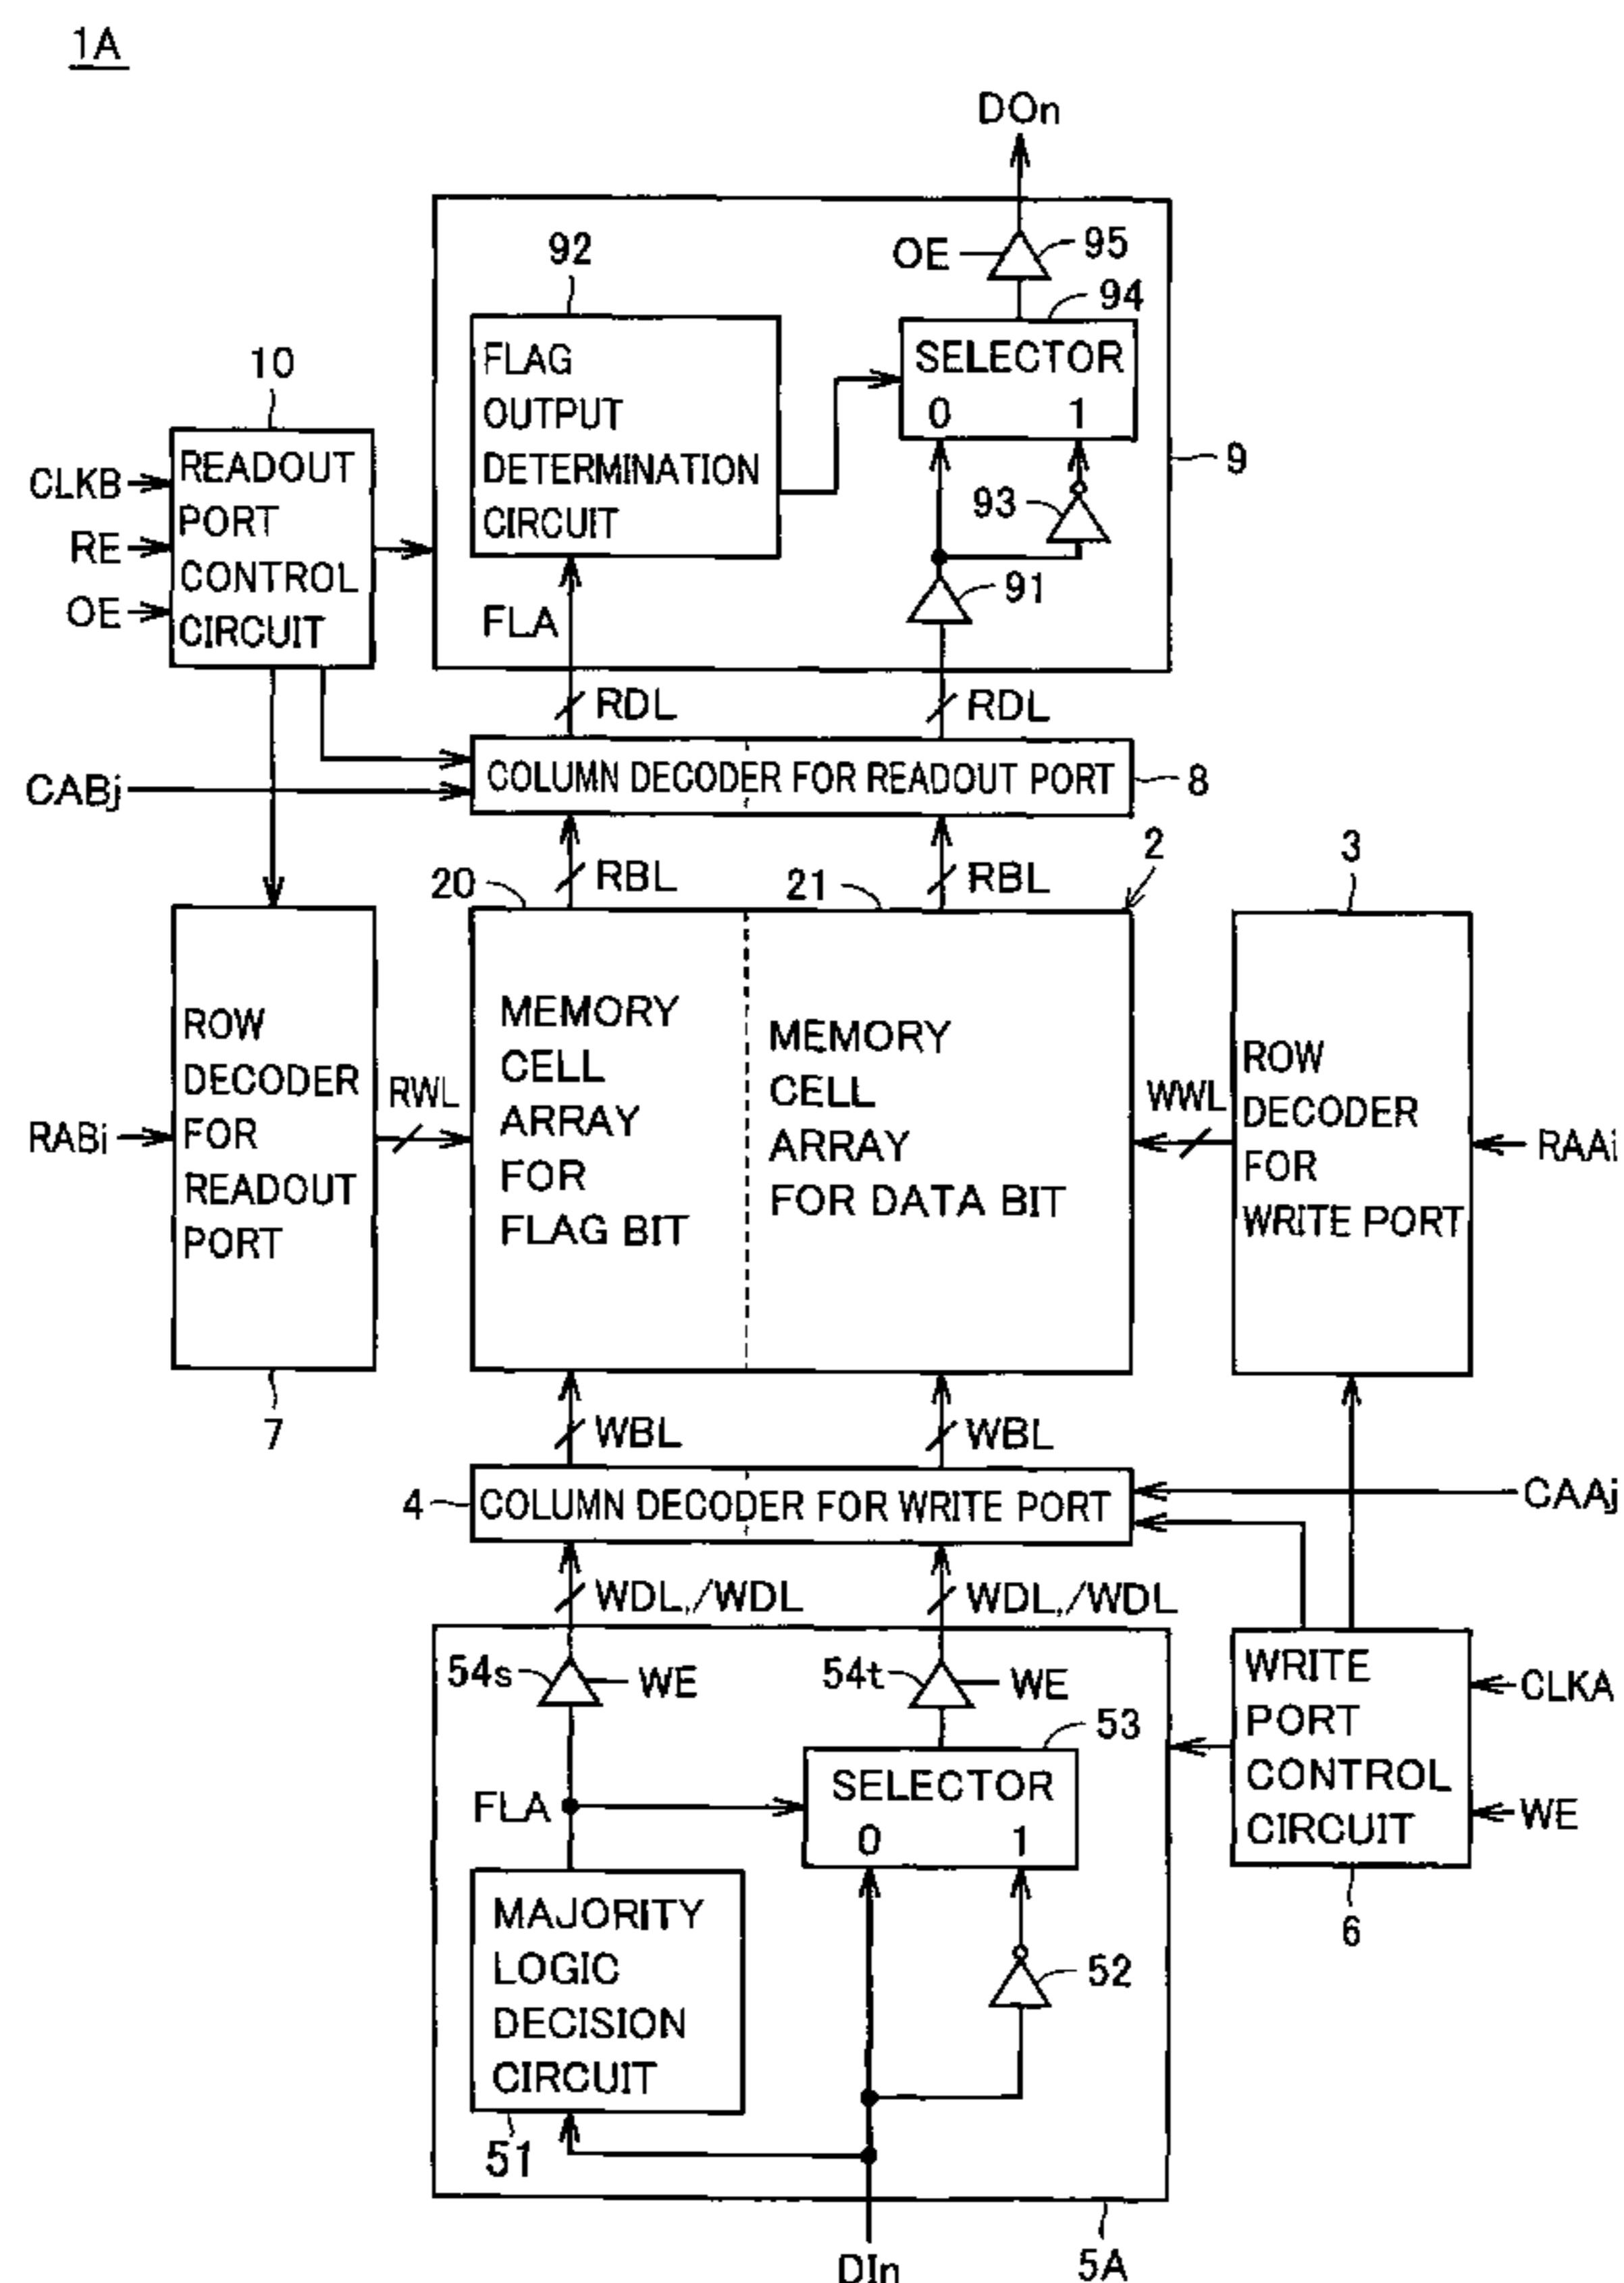 1A
DOn
92
OE
95
94
FLAG
OUTPUT
DETERMINATION
CIRCUIT
SELECTOR
0 1
93
91
9
FLA
10
READOUT
PORT
CONTROL
CIRCUIT
CLKB
RE
OE
RDL
RDL
CABj
COLUMN DECODER FOR READOUT PORT
8
RBL
RBL
20
21
2
3
ROW
DECODER
FOR
READOUT
PORT
RABi
RWL
7
MEMORY
CELL
ARRAY
FOR
FLAG BIT
MEMORY
CELL
ARRAY
FOR DATA BIT
WWL
ROW
DECODER
FOR
WRITE PORT
RAAi
WBL
WBL
4
COLUMN DECODER FOR WRITE PORT
CAAj
WDL,/WDL
WDL,/WDL
54s
WE
54t
WE
53
SELECTOR
0 1
FLA
WRITE
PORT
CONTROL
CIRCUIT
CLKA
WE
6
MAJORITY
LOGIC
DECISION
CIRCUIT
52
51
DIn
5A